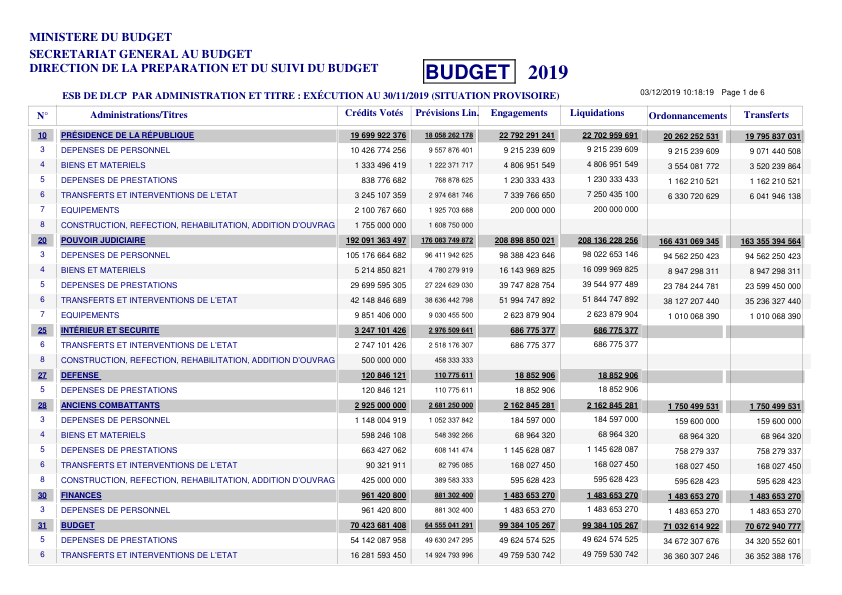 MINISTERE DU BUDGET
SECRETARIAT GENERAL AU BUDGET
DIRECTION DE LA PREPARATION ET DU SUIVI DU BUDGET
BUDGET 2019
03/12/2019 10:18:19 Page 1 de 6
ESB DE DLCP PAR ADMINISTRATION ET TITRE : EXÉCUTION AU 30/11/2019 (SITUATION PROVISOIRE)
N° Administrations/Titres Crédits Votés Prévisions Lin. Engagements Liquidations Ordonnancements Transferts
10 PRÉSIDENCE DE LA RÉPUBLIQUE 19 699 922 376 18 058 262 178 22 792 291 241 22 702 959 691 20 262 252 531 19 795 837 031
3 DEPENSES DE PERSONNEL 10 426 774 256 9 557 876 401 9 215 239 609 9 215 239 609 9 215 239 609 9 071 440 508
4 BIENS ET MATERIELS 1 333 496 419 1 222 371 717 4 806 951 549 4 806 951 549 3 554 081 772 3 520 239 864
5 DEPENSES DE PRESTATIONS 838 776 682 768 878 625 1 230 333 433 1 230 333 433 1 162 210 521 1 162 210 521
6 TRANSFERTS ET INTERVENTIONS DE L'ETAT 3 245 107 359 2 974 681 746 7 339 766 650 7 250 435 100 6 330 720 629 6 041 946 138
7 EQUIPEMENTS 2 100 767 660 1 925 703 688 200 000 000 200 000 000
8 CONSTRUCTION, REFECTION, REHABILITATION, ADDITION D'OUVRAG 1 755 000 000 1 608 750 000
20 POUVOIR JUDICIAIRE 192 091 363 497 176 083 749 872 208 898 850 021 208 136 228 256 166 431 069 345 163 355 394 564
3 DEPENSES DE PERSONNEL 105 176 664 682 96 411 942 625 98 388 423 646 98 022 653 146 94 562 250 423 94 562 250 423
4 BIENS ET MATERIELS 5 214 850 821 4 780 279 919 16 143 969 825 16 099 969 825 8 947 298 311 8 947 298 311
5 DEPENSES DE PRESTATIONS 29 699 595 305 27 224 629 030 39 747 828 754 39 544 977 489 23 784 244 781 23 599 450 000
6 TRANSFERTS ET INTERVENTIONS DE L'ETAT 42 148 846 689 38 636 442 798 51 994 747 892 51 844 747 892 38 127 207 440 35 236 327 440
7 EQUIPEMENTS 9 851 406 000 9 030 455 500 2 623 879 904 2 623 879 904 1 010 068 390 1 010 068 390
25 INTÉRIEUR ET SECURITE 3 247 101 426 2 976 509 641 686 775 377 686 775 377
6 TRANSFERTS ET INTERVENTIONS DE L'ETAT 2 747 101 426 2 518 176 307 686 775 377 686 775 377
8 CONSTRUCTION, REFECTION, REHABILITATION, ADDITION D'OUVRAG 500 000 000 458 333 333
27 DEFENSE 120 846 121 110 775 611 18 852 906 18 852 906
5 DEPENSES DE PRESTATIONS 120 846 121 110 775 611 18 852 906 18 852 906
28 ANCIENS COMBATTANTS 2 925 000 000 2 681 250 000 2 162 845 281 2 162 845 281 1 750 499 531 1 750 499 531
3 DEPENSES DE PERSONNEL 1 148 004 919 1 052 337 842 184 597 000 184 597 000 159 600 000 159 600 000
4 BIENS ET MATERIELS 598 246 108 548 392 266 68 964 320 68 964 320 68 964 320 68 964 320
5 DEPENSES DE PRESTATIONS 663 427 062 608 141 474 1 145 628 087 1 145 628 087 758 279 337 758 279 337
6 TRANSFERTS ET INTERVENTIONS DE L'ETAT 90 321 911 82 795 085 168 027 450 168 027 450 168 027 450 168 027 450
8 CONSTRUCTION, REFECTION, REHABILITATION, ADDITION D'OUVRAG 425 000 000 389 583 333 595 628 423 595 628 423 595 628 423 595 628 423
30 FINANCES 961 420 800 881 302 400 1 483 653 270 1 483 653 270 1 483 653 270 1 483 653 270
3 DEPENSES DE PERSONNEL 961 420 800 881 302 400 1 483 653 270 1 483 653 270 1 483 653 270 1 483 653 270
31 BUDGET 70 423 681 408 64 555 041 291 99 384 105 267 99 384 105 267 71 032 614 922 70 672 940 777
5 DEPENSES DE PRESTATIONS 54 142 087 958 49 630 247 295 49 624 574 525 49 624 574 525 34 672 307 676 34 320 552 601
6 TRANSFERTS ET INTERVENTIONS DE L'ETAT 16 281 593 450 14 924 793 996 49 759 530 742 49 759 530 742 36 360 307 246 36 352 388 176